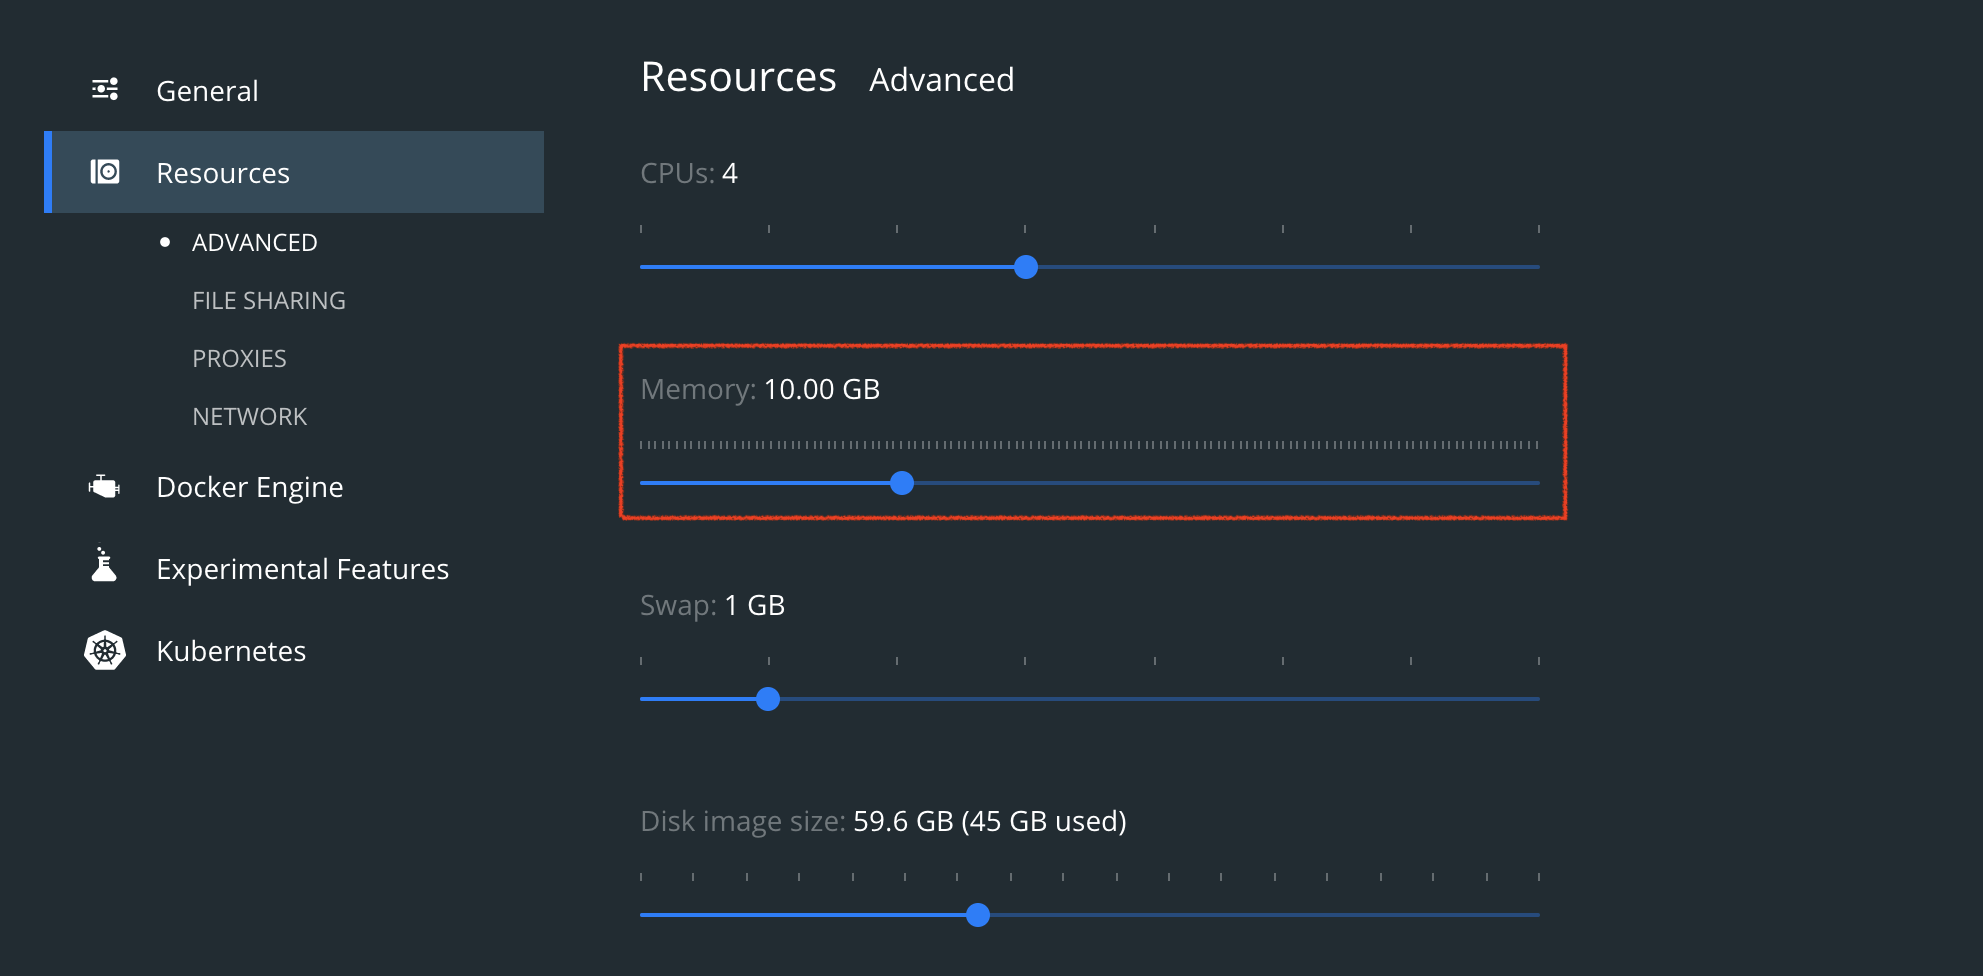 General
Resources
ADVANCED
FILE SHARING
PROXIES
NETWORK
Docker Engine
Experimental Features
Kubernetes
Resources Advanced
CPUs: 4
Memory: 10.00 GB
Swap: 1 GB
Disk image size: 59.6 GB (45 GB used)